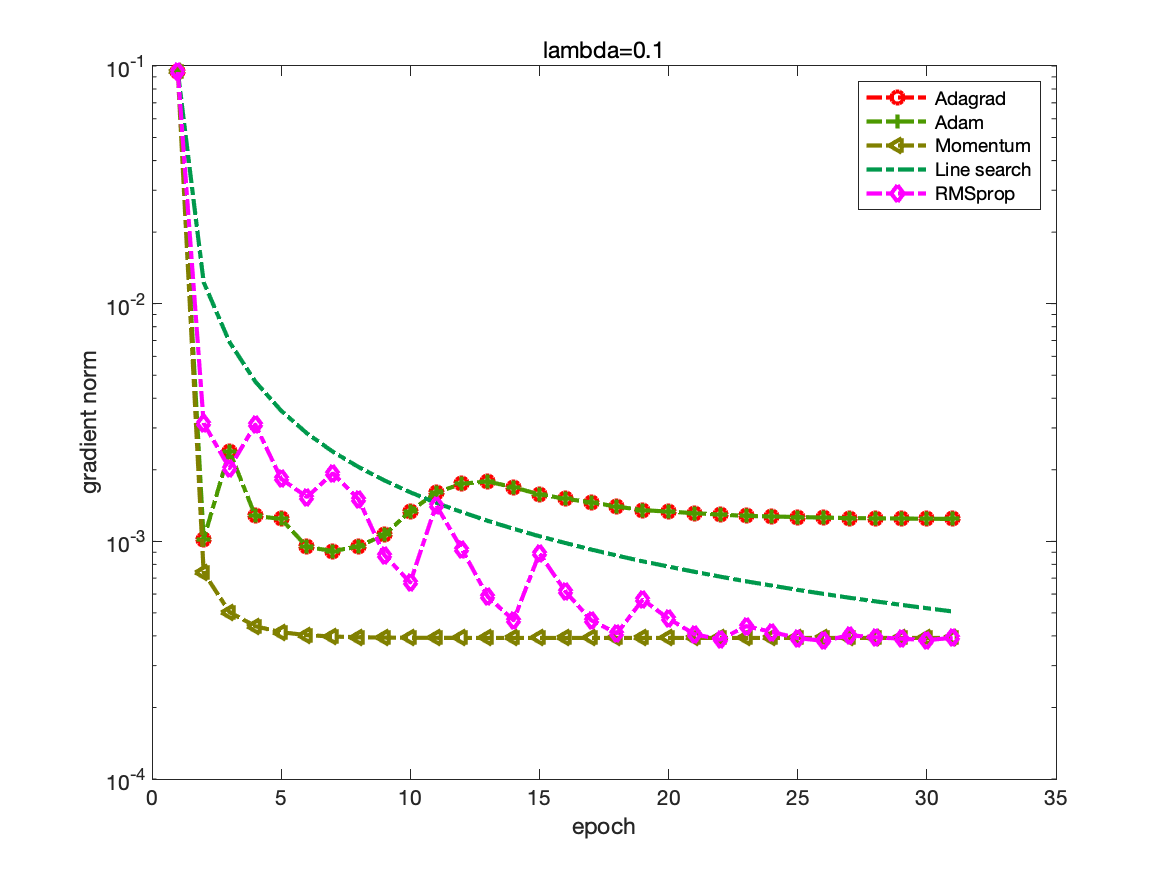 lambda=0.1
10-1
10-2
10-3
10-4
gradient norm
0 5 10 15 20 25 30 35
epoch
Adagrad
Adam
Momentum
Line search
RMSprop